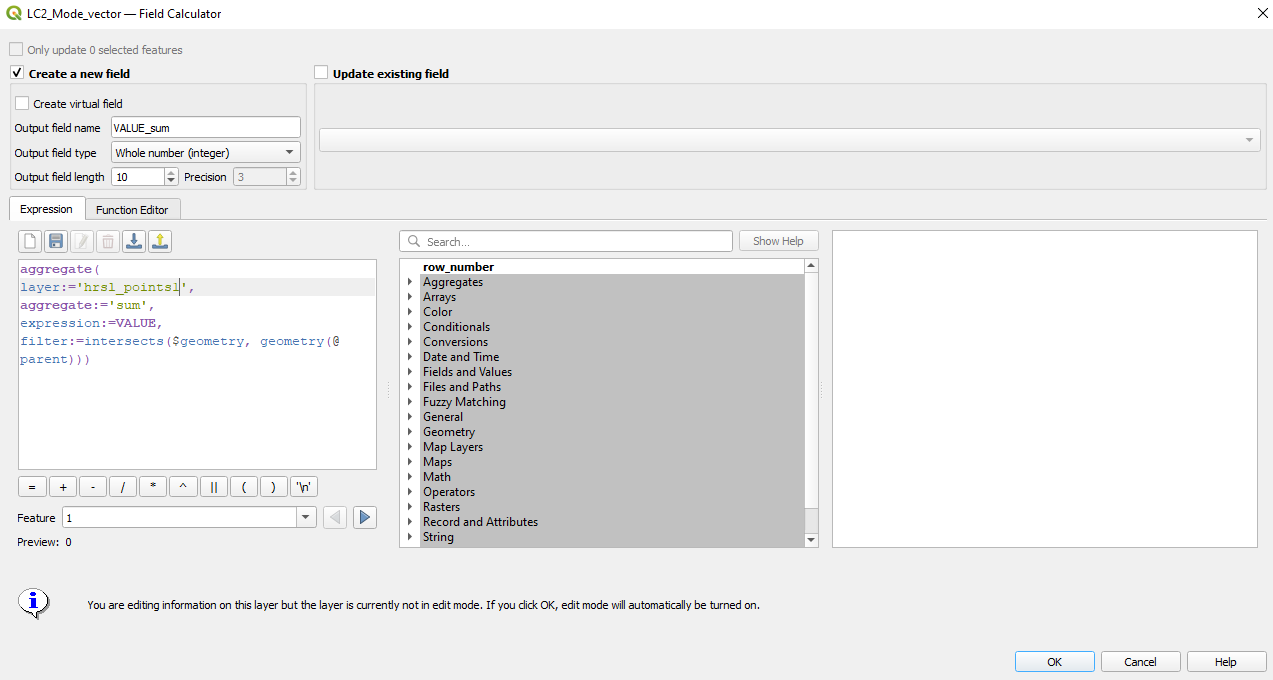 LC2_Mode_vector — Field Calculator
Only update 0 selected features
Create a new field
Update existing field
Create virtual field
Output field name VALUE_sum
Output field type Whole number (integer)
Output field length 10 Precision 3
Expression Function Editor
Search...
Show Help
aggregate(
layer:='hrsl_points1',
aggregate:='sum',
expression:=VALUE,
filter:=intersects($geometry, geometry(@
parent)))
row_number
Aggregates
Arrays
Color
Conditionals
Conversions
Date and Time
Fields and Values
Files and Paths
Fuzzy Matching
General
Geometry
Map Layers
Maps
Math
Operators
Rasters
Record and Attributes
String
= + - / * ^ || ( ) '\n'
Feature 1
Preview: 0
You are editing information on this layer but the layer is currently not in edit mode. If you click OK, edit mode will automatically be turned on.
OK Cancel Help